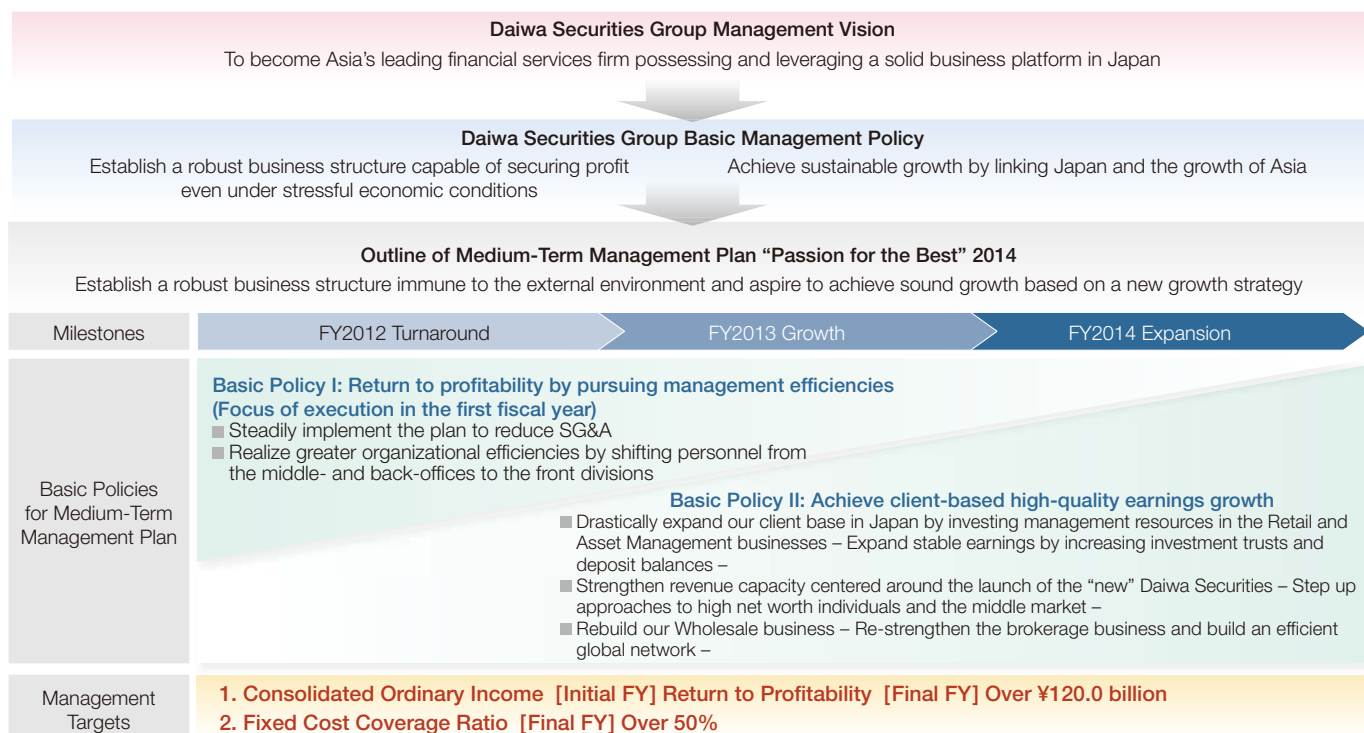 Daiwa Securities Group Management Vision
To become Asia's leading financial services firm possessing and leveraging a solid business platform in Japan
Daiwa Securities Group Basic Management Policy
Establish a robust business structure capable of securing profit
even under stressful economic conditions
Achieve sustainable growth by linking Japan and the growth of Asia
Outline of Medium-Term Management Plan “Passion for the Best” 2014
Establish a robust business structure immune to the external environment and aspire to achieve sound growth based on a new growth strategy
Milestones
FY2012 Turnaround
FY2013 Growth
FY2014 Expansion
Basic Policies
for Medium-Term
Management Plan
Basic Policy I: Return to profitability by pursuing management efficiencies
(Focus of execution in the first fiscal year)
■ Steadily implement the plan to reduce SG&A
■ Realize greater organizational efficiencies by shifting personnel from
the middle- and back-offices to the front divisions
Basic Policy II: Achieve client-based high-quality earnings growth
■ Drastically expand our client base in Japan by investing management resources in the Retail and
Asset Management businesses – Expand stable earnings by increasing investment trusts and
deposit balances –
■ Strengthen revenue capacity centered around the launch of the “new” Daiwa Securities – Step up
approaches to high net worth individuals and the middle market –
■ Rebuild our Wholesale business – Re-strengthen the brokerage business and build an efficient
global network –
Management
Targets
1. Consolidated Ordinary Income [Initial FY] Return to Profitability [Final FY] Over ¥120.0 billion
2. Fixed Cost Coverage Ratio [Final FY] Over 50%